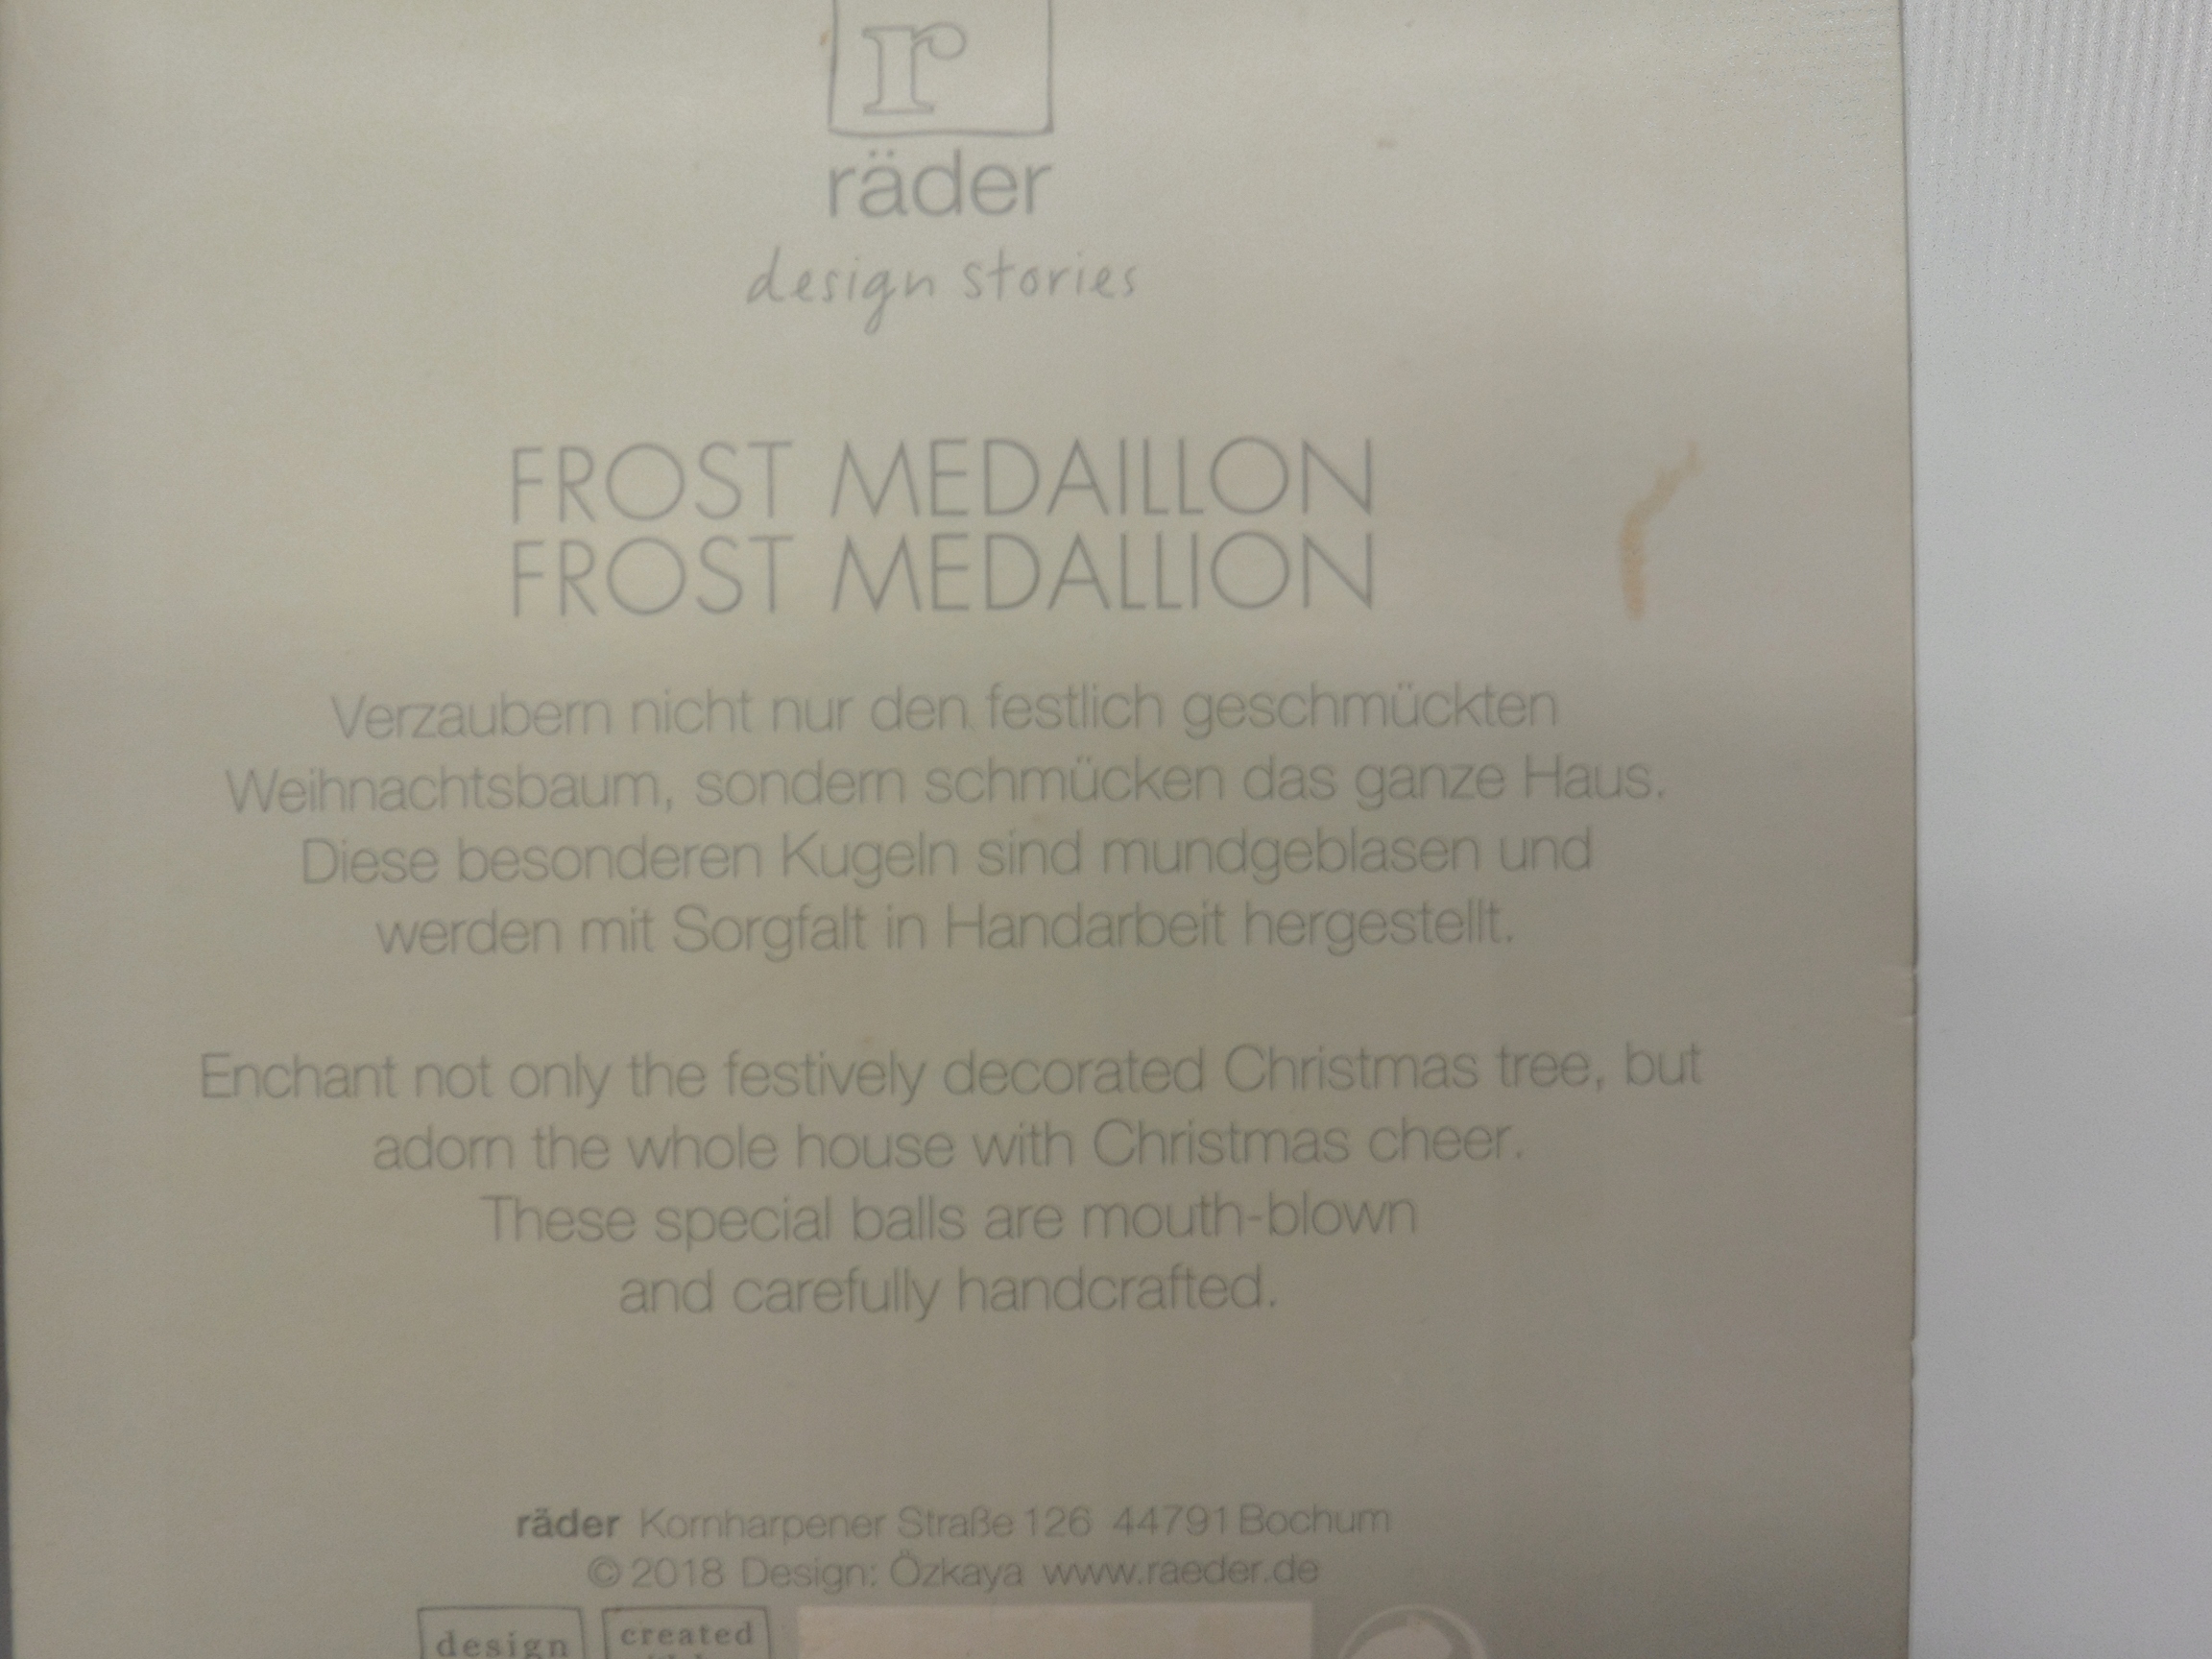 r
räder
design stories
FROST MEDAILLON
FROST MEDALLION
Verzaubern nicht nur den festlich geschmückten
Weihnachtsbaum, sondern schmücken das ganze Haus.
Diese besonderen Kugeln sind mundgeblasen und
werden mit Sorgfalt in Handarbeit hergestellt.
Enchant not only the festively decorated Christmas tree, but
adorn the whole house with Christmas cheer.
These special balls are mouth-blown
and carefully handcrafted.
räder Kornharpener Straße 126 44791 Bochum
© 2018 Design: Özkaya www.raeder.de
design created